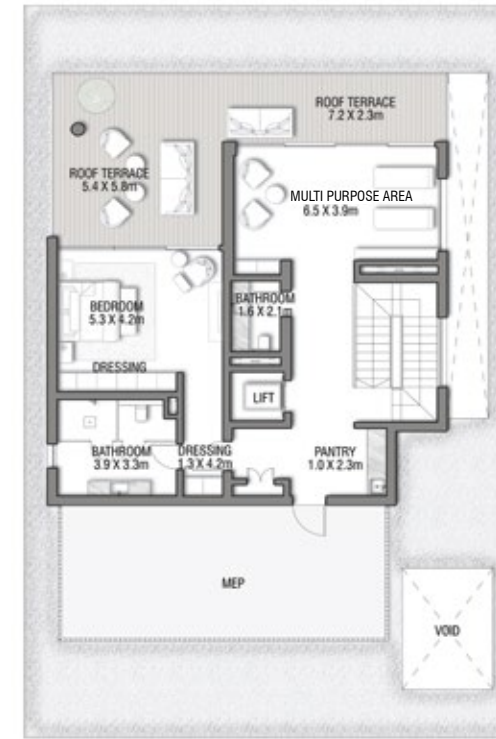 ROOF TERRACE
7.2 X 2.3m
ROOF TERRACE
5.4 X 5.8m
MULTI PURPOSE AREA
6.5 X 3.9m
BEDROOM
5.3 X 4.2m
BATHROOM
1.6 X 2.1m
DRESSING
LIFT
BATHROOM
3.9 X 3.3m
DRESSING
1.3 X 4.2m
PANTRY
1.0 X 2.3m
MEP
VOID